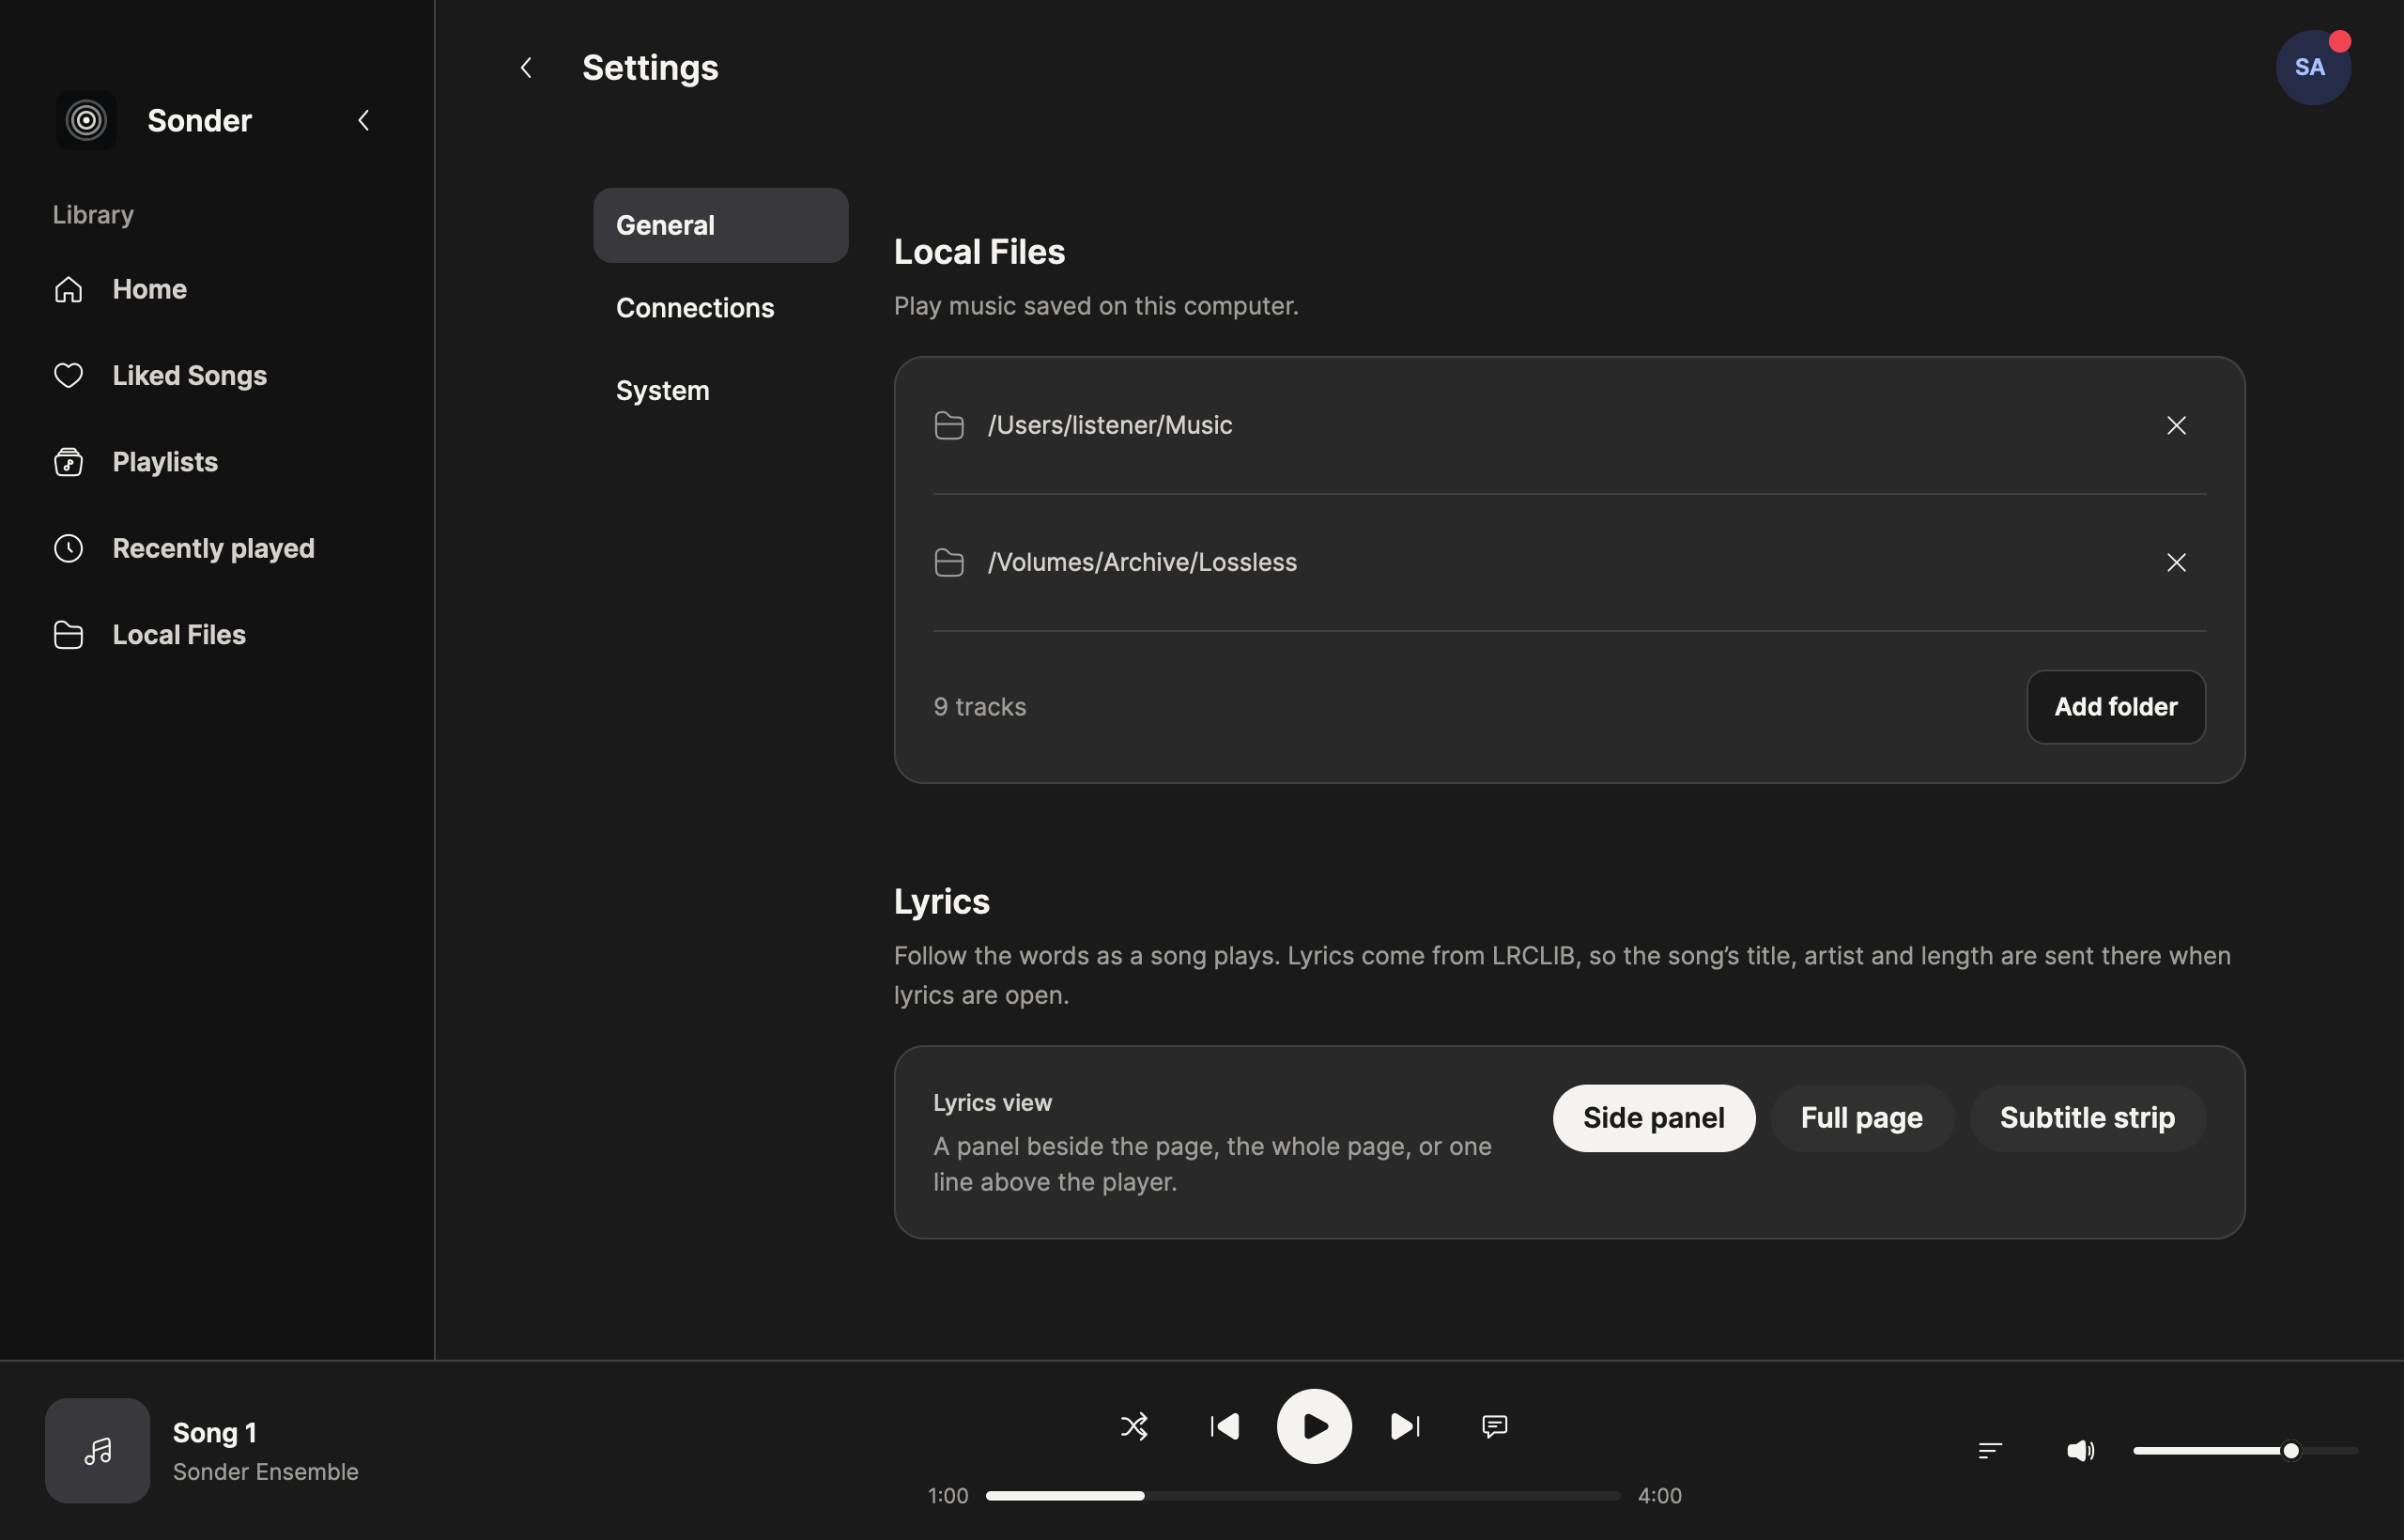 Sonder
Library
Home
Liked Songs
Playlists
Recently played
Local Files
Settings
SA
General
Connections
System
Local Files
Play music saved on this computer.
/Users/listener/Music
/Volumes/Archive/Lossless
9 tracks
Add folder
Lyrics
Follow the words as a song plays. Lyrics come from LRCLIB, so the song’s title, artist and length are sent there when
lyrics are open.
Lyrics view
A panel beside the page, the whole page, or one
line above the player.
Side panel
Full page
Subtitle strip
Song 1
Sonder Ensemble
1:00
4:00